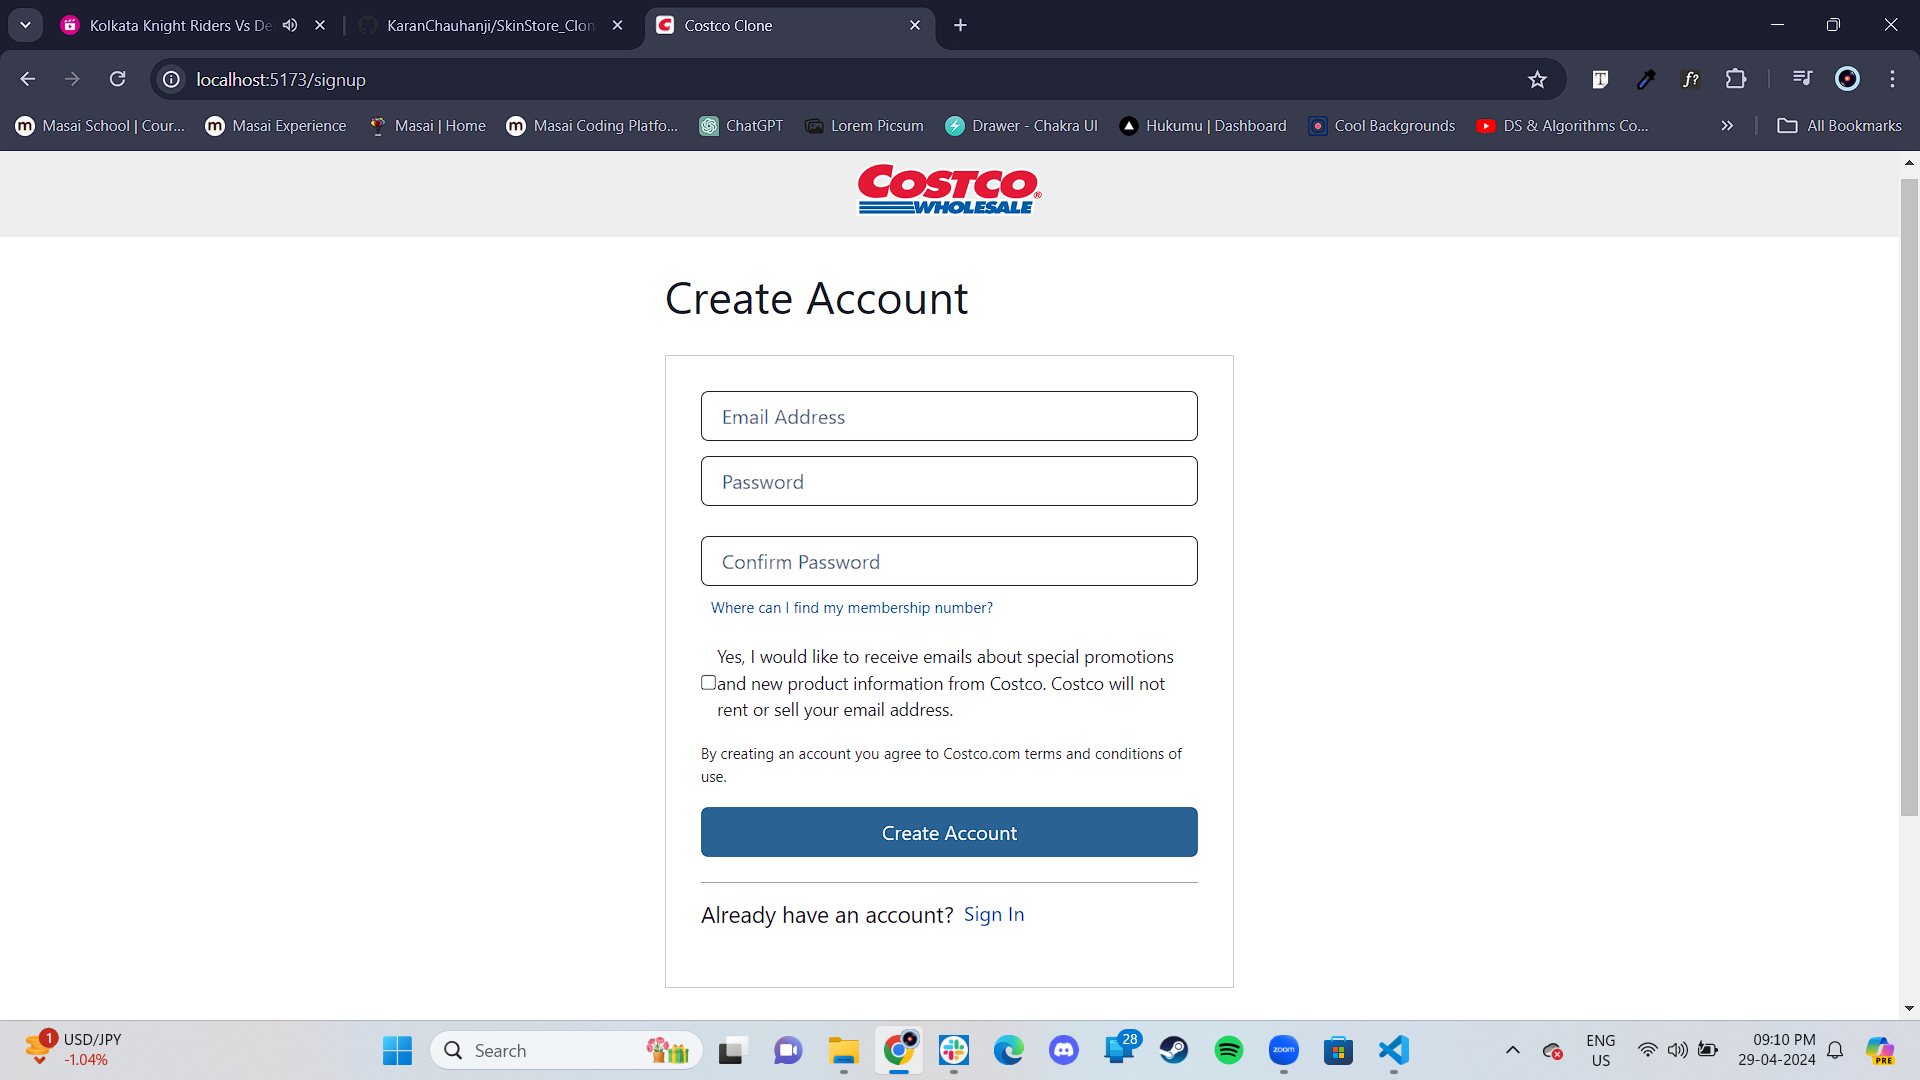 Kolkata Knight Riders Vs De
KaranChauhanji/SkinStore_Clon
Costco Clone
localhost:5173/signup
Masai School | Cour...
Masai Experience
Masai | Home
Masai Coding Platfo...
ChatGPT
Lorem Picsum
Drawer - Chakra UI
Hukumu | Dashboard
Cool Backgrounds
DS & Algorithms Co...
All Bookmarks
COSTCO
WHOLESALE
Create Account
Email Address
Password
Confirm Password
Where can I find my membership number?
Yes, I would like to receive emails about special promotions
and new product information from Costco. Costco will not
rent or sell your email address.
By creating an account you agree to Costco.com terms and conditions of
use.
Create Account
Already have an account? Sign In
1
USD/JPY
-1.04%
Search
28
zoom
ENG
US
09:10 PM
29-04-2024
PRE